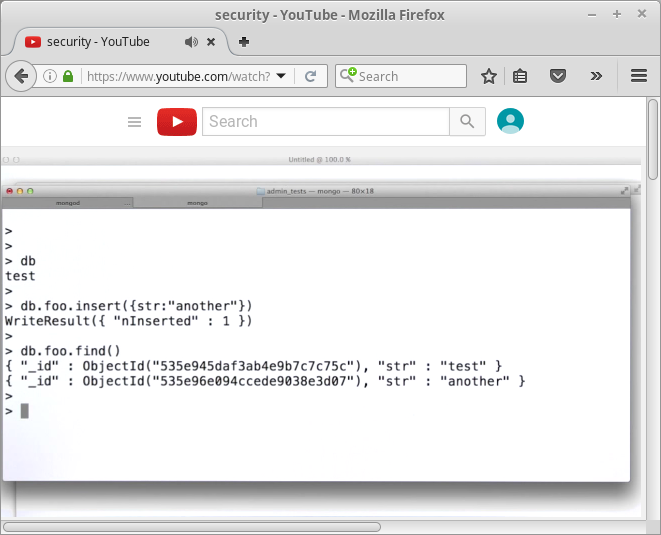 security - YouTube - Mozilla Firefox
security - YouTube
https://www.youtube.com/watch?
Search
Search
Untitled @ 100.0 %
admin_tests — mongo — 80×18
mongod
mongo
>
>
> db
test
>
> db.foo.insert({str:"another"})
WriteResult({ "nInserted" : 1 })
>
> db.foo.find()
{ "_id" : ObjectId("535e945daf3ab4e9b7c7c75c"), "str" : "test" }
{ "_id" : ObjectId("535e96e094ccede9038e3d07"), "str" : "another" }
>
>